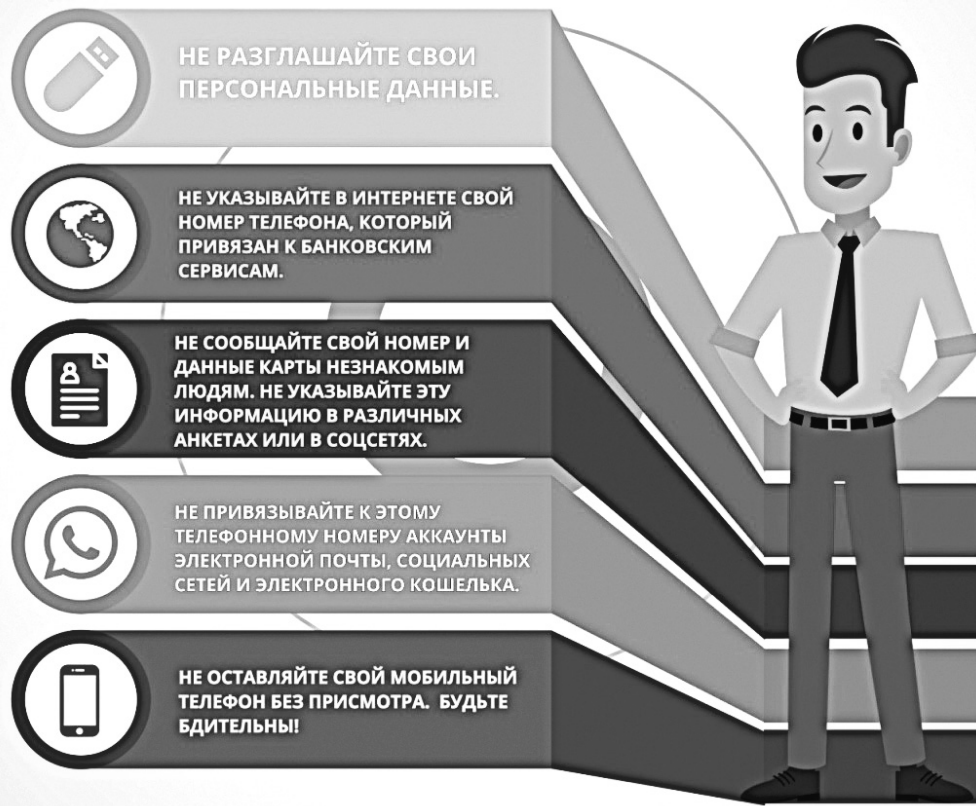 НЕ РАЗГЛАШАЙТЕ СВОИ
ПЕРСОНАЛЬНЫЕ ДАННЫЕ.
НЕ УКАЗЫВАЙТЕ В ИНТЕРНЕТЕ СВОЙ
НОМЕР ТЕЛЕФОНА, КОТОРЫЙ
ПРИВЯЗАН К БАНКОВСКИМ
СЕРВИСАМ.
НЕ СООБЩАЙТЕ СВОЙ НОМЕР И
ДАННЫЕ КАРТЫ НЕЗНАКОМЫМ
ЛЮДЯМ. НЕ УКАЗЫВАЙТЕ ЭТУ
ИНФОРМАЦИЮ В РАЗЛИЧНЫХ
АНКЕТАХ ИЛИ В СОЦСЕТЯХ.
НЕ ПРИВЯЗЫВАЙТЕ К ЭТОМУ
ТЕЛЕФОННОМУ НОМЕРУ АККАУНТЫ
ЭЛЕКТРОННОЙ ПОЧТЫ, СОЦИАЛЬНЫХ
СЕТЕЙ И ЭЛЕКТРОННОГО КОШЕЛЬКА.
НЕ ОСТАВЛЯЙТЕ СВОЙ МОБИЛЬНЫЙ
ТЕЛЕФОН БЕЗ ПРИСМОТРА. БУДЬТЕ
БДИТЕЛЬНЫ!